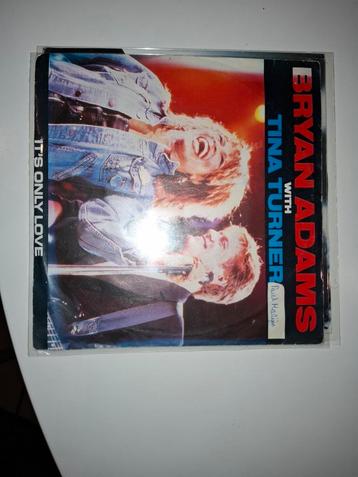 BRYAN ADAMS
WITH
TINA TURNER
IT'S ONLY LOVE